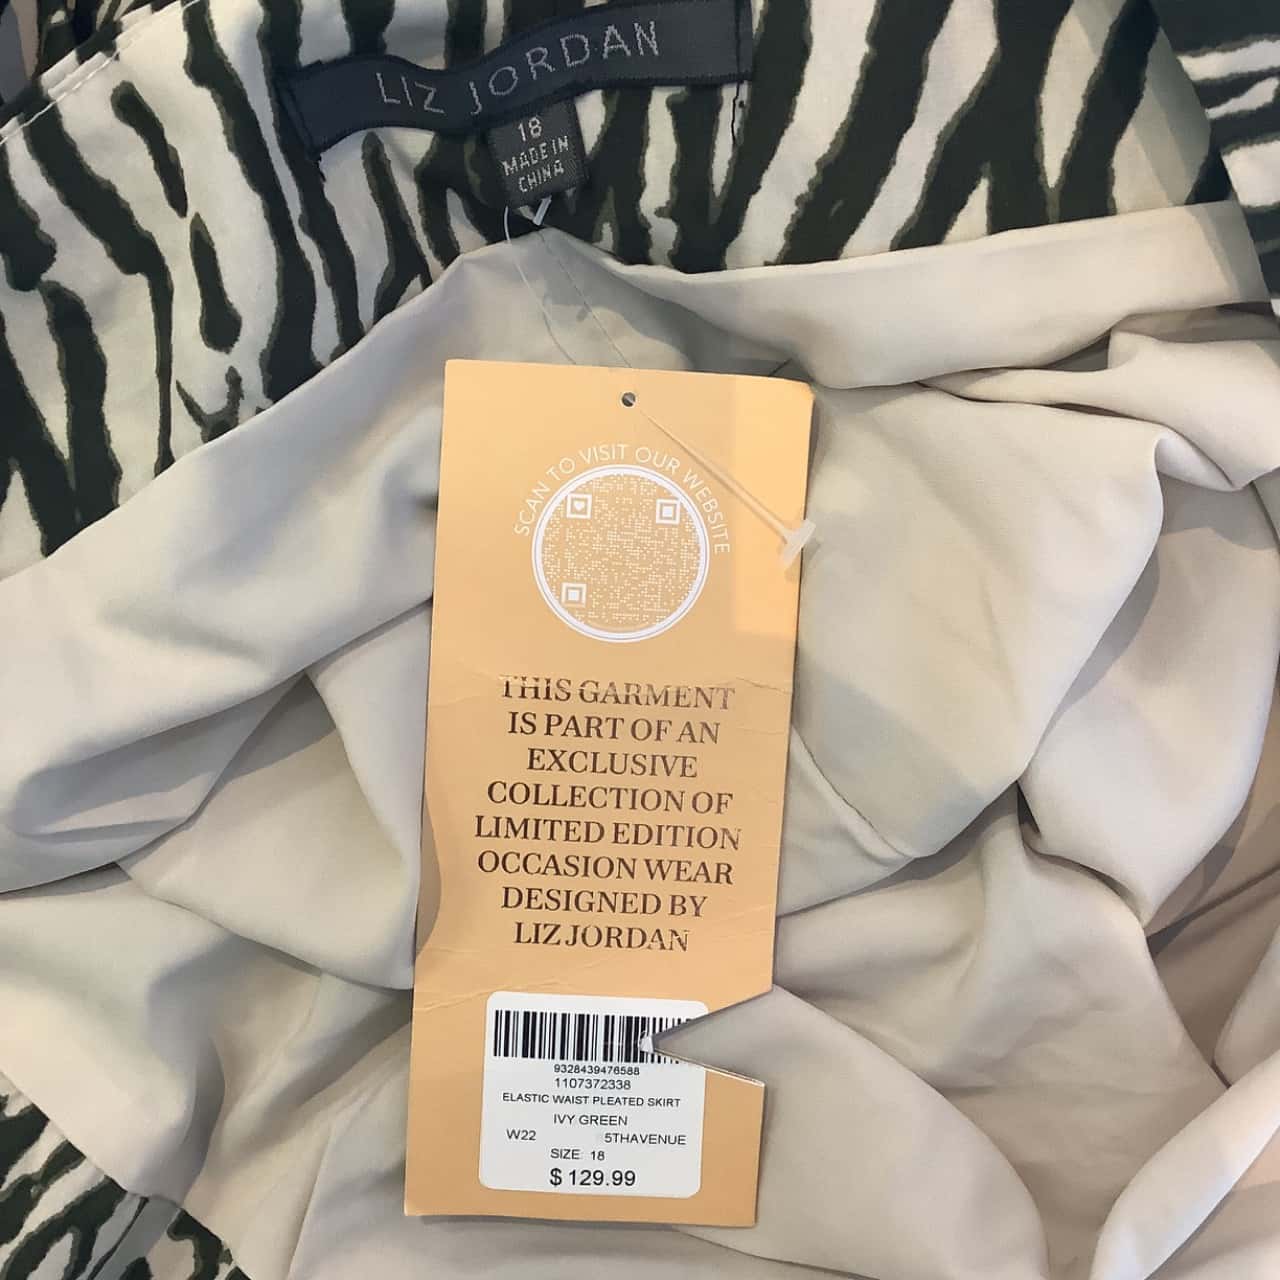 LIZ JORDAN
18
MADE IN
CHINA
SCAN TO VISIT OUR WEBSITE
THIS GARMENT
IS PART OF AN
EXCLUSIVE
COLLECTION OF
LIMITED EDITION
OCCASION WEAR
DESIGNED BY
LIZ JORDAN
9328439476588
1107372338
ELASTIC WAIST PLEATED SKIRT
IVY GREEN
W22 5THAVENUE
SIZE: 18
$ 129.99